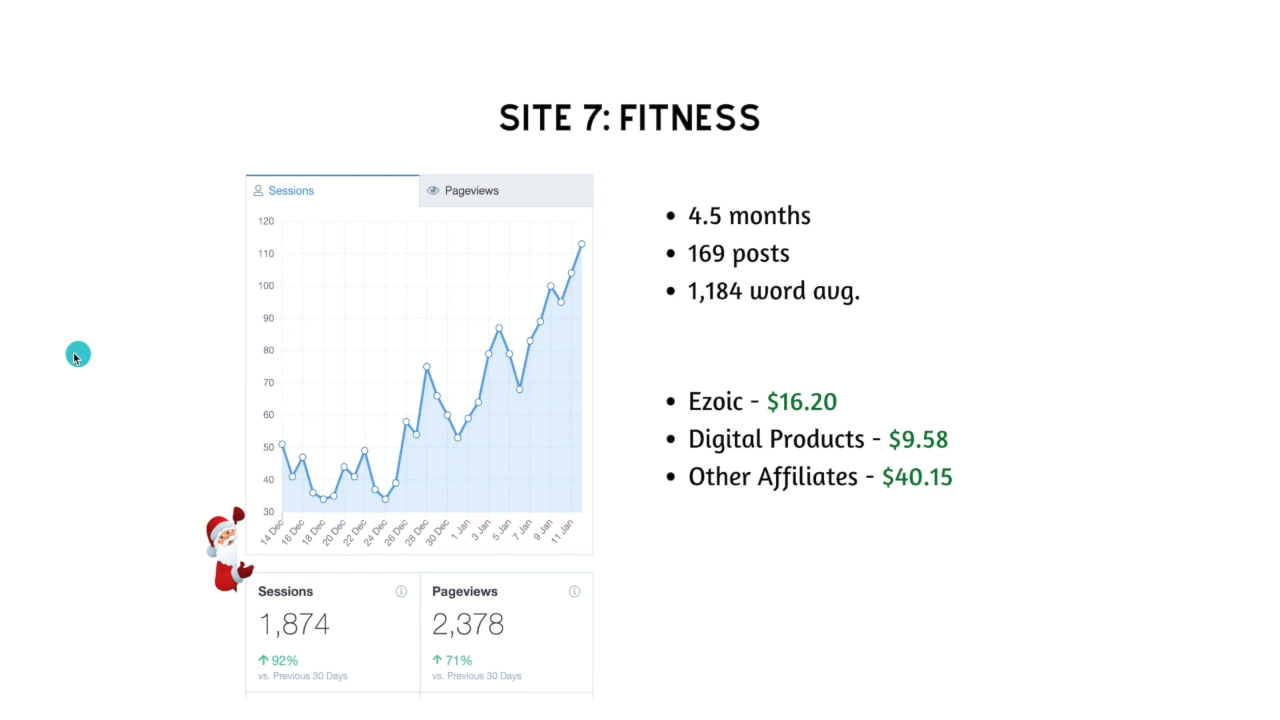 SITE 7: FITNESS
Sessions
Pageviews
120
110
100
90
80
70
60
50
40
30
14 Dec
16 Dec
18 Dec
20 Dec
22 Dec
24 Dec
26 Dec
28 Dec
30 Dec
1 Jan
3 Jan
5 Jan
7 Jan
9 Jan
11 Jan
Sessions
1,874
92%
vs. Previous 30 Days
Pageviews
2,378
71%
vs. Previous 30 Days
• 4.5 months
• 169 posts
• 1,184 word avg.
• Ezoic - $16.20
• Digital Products - $9.58
• Other Affiliates - $40.15